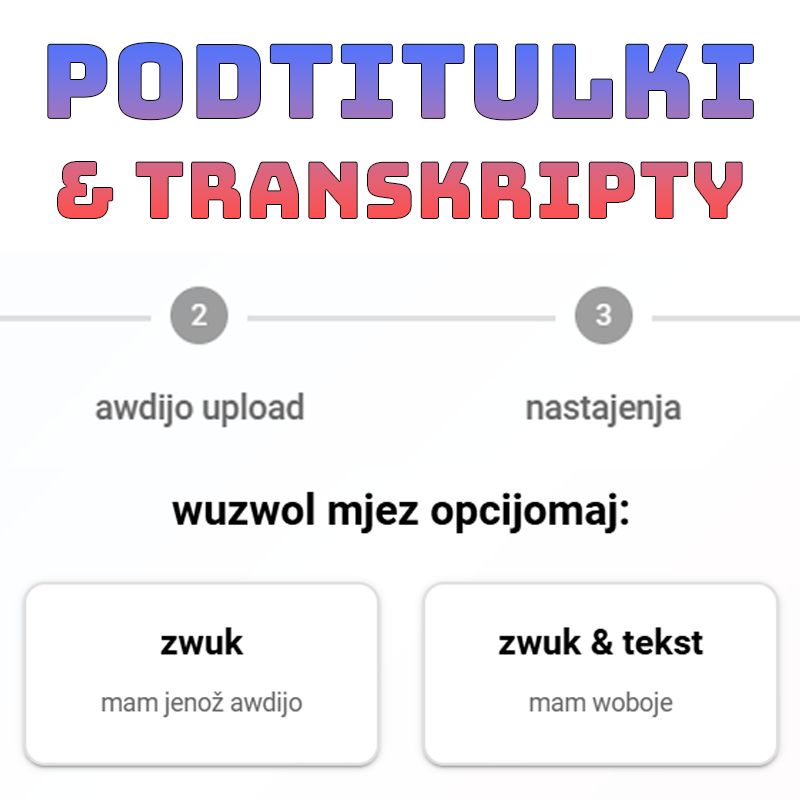 PODTITULKI
& TRANSKRIPTY
2
3
awdijo upload
nastajenja
wuzwol mjez opcijomaj:
zwuk
zwuk & tekst
mam jenož awdijo
mam woboje